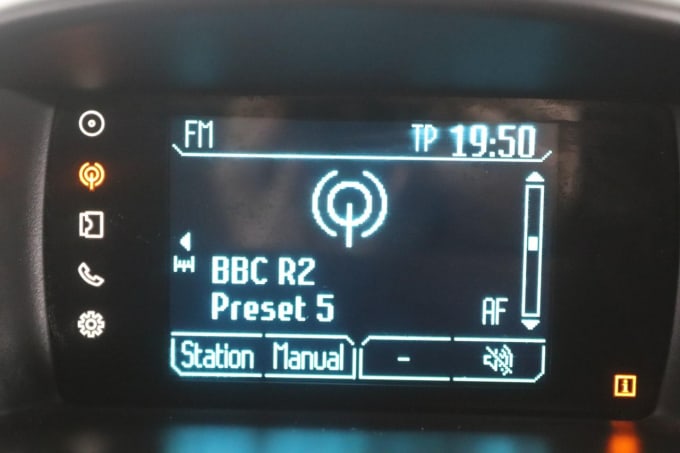 FM TP 19:50
BBC R2
Preset 5 AF
Station Manual -
i